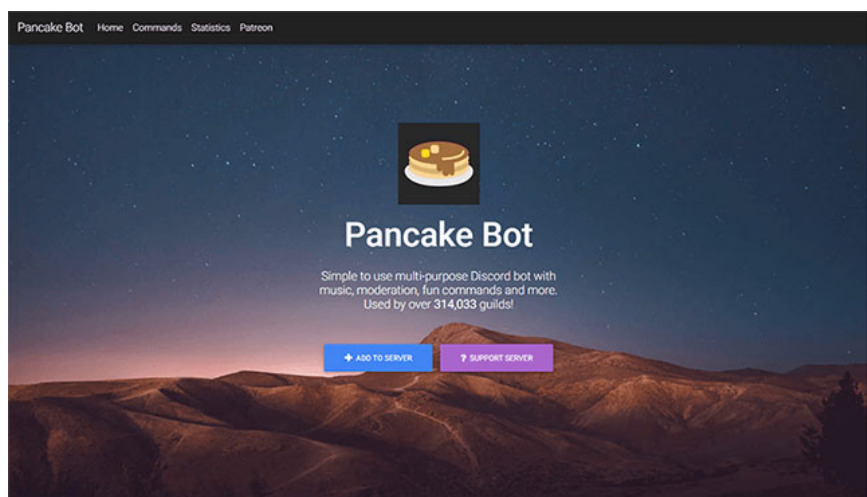 Pancake Bot Home Commands Statistics Patreon
Pancake Bot
Simple to use multi-purpose Discord bot with
music, moderation, fun commands and more.
Used by over 314,033 guilds!
+ ADD TO SERVER ? SUPPORT SERVER